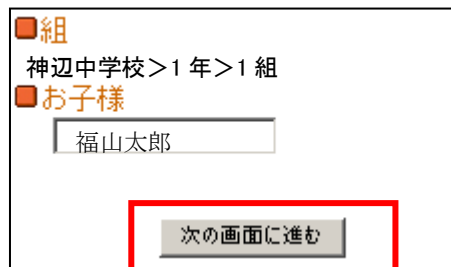 組
神辺中学校＞1年＞1組
お子様
福山太郎
次の画面に進む